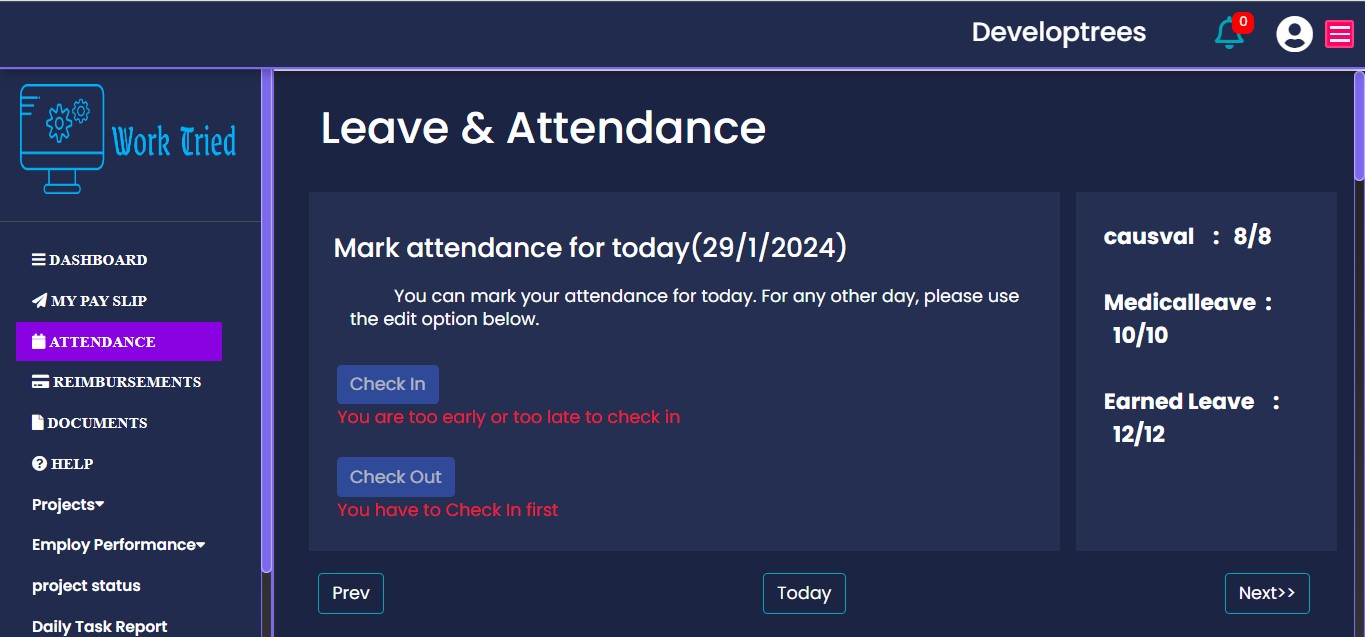 Developtrees
0
Work Tried
DASHBOARD
MY PAY SLIP
ATTENDANCE
REIMBURSEMENTS
DOCUMENTS
HELP
Projects
Employ Performance
project status
Daily Task Report
Leave & Attendance
Mark attendance for today(29/1/2024)
You can mark your attendance for today. For any other day, please use
the edit option below.
Check In
You are too early or too late to check in
Check Out
You have to Check In first
causval : 8/8
Medicalleave :
10/10
Earned Leave :
12/12
Prev
Today
Next>>